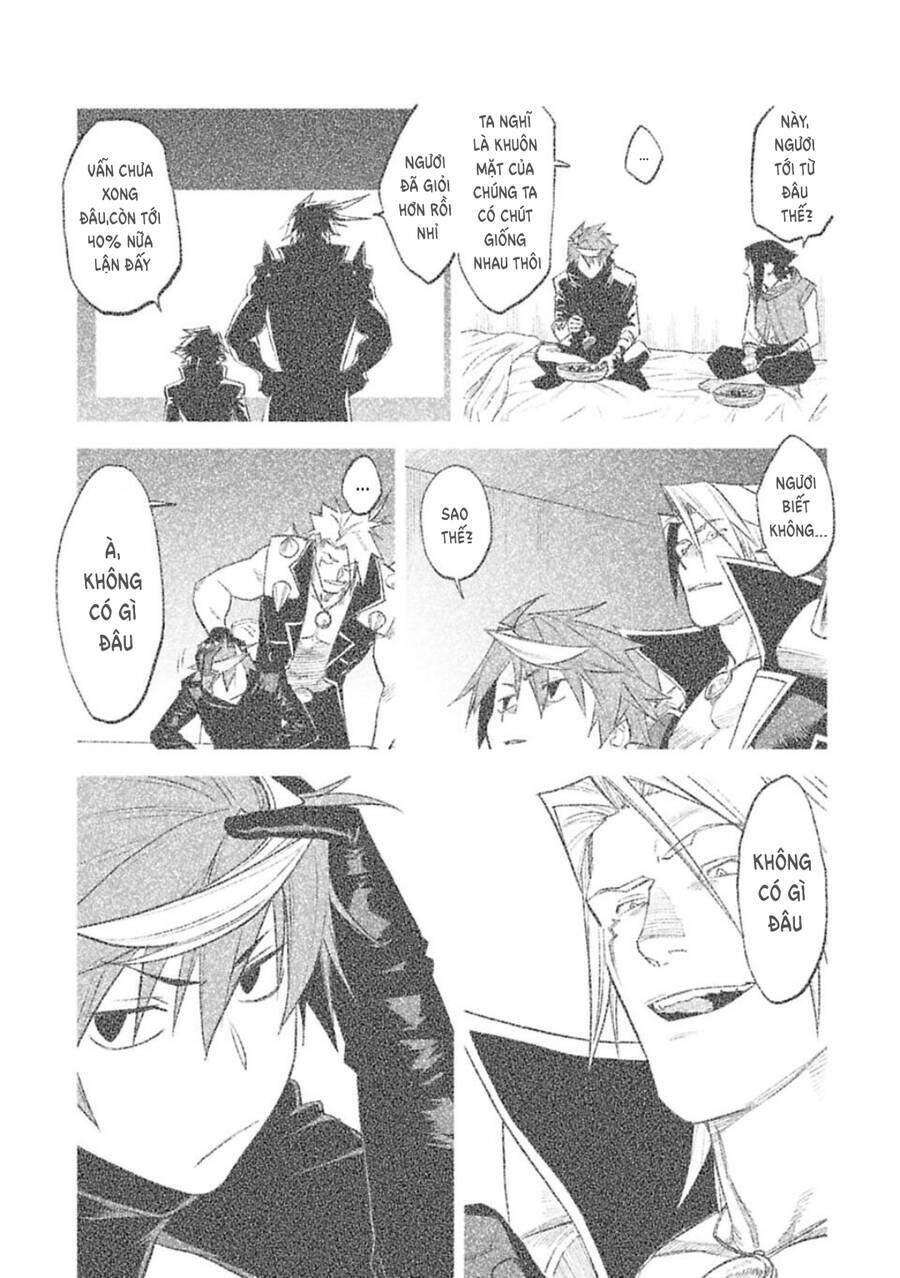 NÀY,
NGƯƠI
TỚI TỪ
ĐÂU
THẾ?
...
TA NGHĨ
LÀ KHUÔN
MẶT CỦA
CHÚNG TA
CÓ CHÚT
GIỐNG
NHAU THÔI
NGƯƠI
ĐÃ GIỎI
HƠN RỒI
NHỈ
VẪN CHƯA
XONG
ĐÂU,CÒN TỚI
40% NỮA
LẬN ĐẤY
NGƯƠI
BIẾT
KHÔNG...
SAO
THẾ?
...
À,
KHÔNG
CÓ GÌ
ĐÂU
KHÔNG
CÓ GÌ
ĐÂU